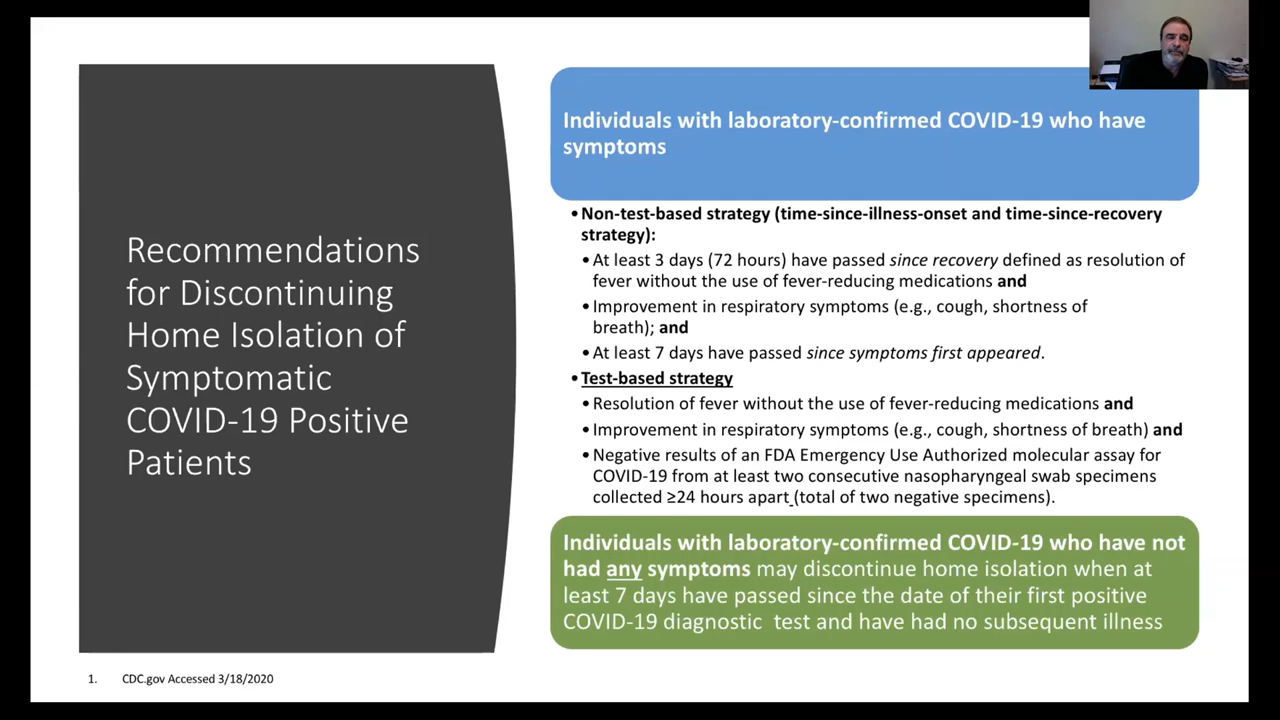 Recommendations
for Discontinuing
Home Isolation of
Symptomatic
COVID-19 Positive
Patients
Individuals with laboratory-confirmed COVID-19 who have
symptoms
•Non-test-based strategy (time-since-illness-onset and time-since-recovery
strategy):
•At least 3 days (72 hours) have passed since recovery defined as resolution of
fever without the use of fever-reducing medications and
•Improvement in respiratory symptoms (e.g., cough, shortness of
breath); and
•At least 7 days have passed since symptoms first appeared.
•Test-based strategy
•Resolution of fever without the use of fever-reducing medications and
•Improvement in respiratory symptoms (e.g., cough, shortness of breath) and
•Negative results of an FDA Emergency Use Authorized molecular assay for
COVID-19 from at least two consecutive nasopharyngeal swab specimens
collected ≥24 hours apart (total of two negative specimens).
Individuals with laboratory-confirmed COVID-19 who have not
had any symptoms may discontinue home isolation when at
least 7 days have passed since the date of their first positive
COVID-19 diagnostic  test and have had no subsequent illness
1. CDC.gov Accessed 3/18/2020